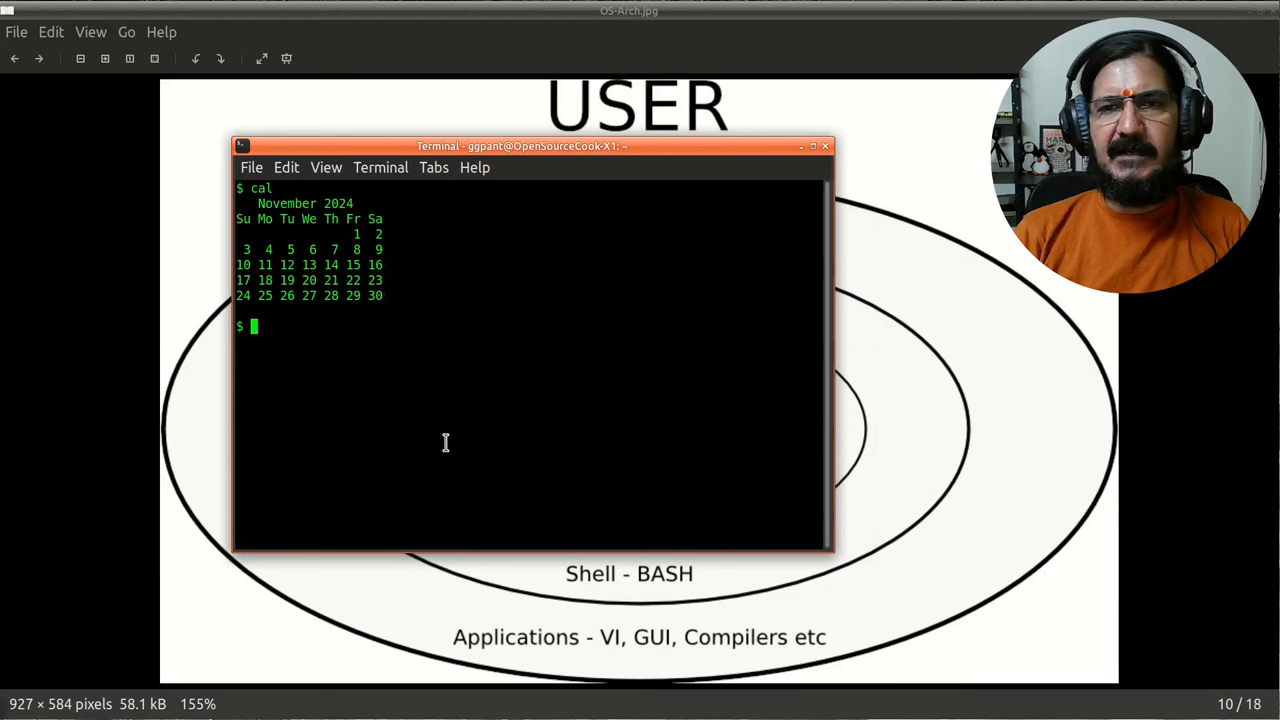 OS-Arch.jpg
File Edit View Go Help
USER
Terminal - ggpant@OpenSourceCook-X1: ~
File Edit View Terminal Tabs Help
$ cal
November 2024
Su Mo Tu We Th Fr Sa
1 2
3 4 5 6 7 8 9
10 11 12 13 14 15 16
17 18 19 20 21 22 23
24 25 26 27 28 29 30
$
Shell - BASH
Applications - VI, GUI, Compilers etc
927 × 584 pixels 58.1 kB 155%
10 / 18